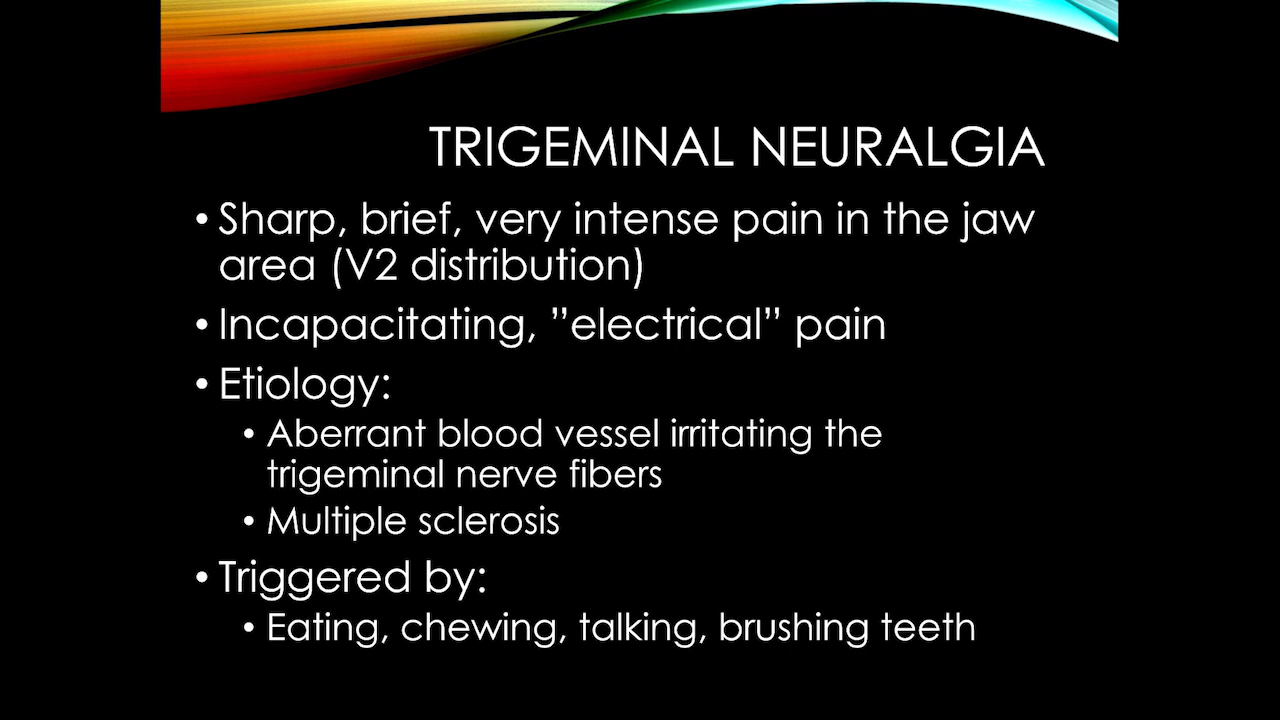 TRIGEMINAL NEURALGIA
• Sharp, brief, very intense pain in the jaw
area (V2 distribution)
• Incapacitating, ”electrical” pain
• Etiology:
• Aberrant blood vessel irritating the
trigeminal nerve fibers
• Multiple sclerosis
• Triggered by:
• Eating, chewing, talking, brushing teeth